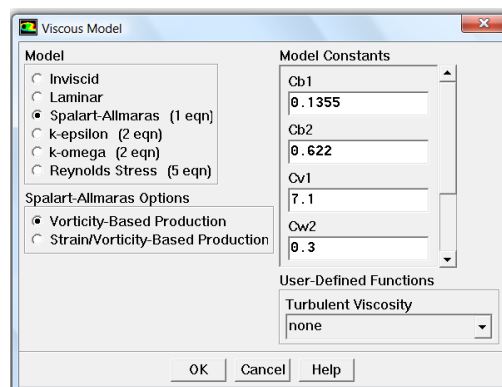 Viscous Model
Model
Inviscid
Laminar
Spalart-Allmaras (1 eqn)
k-epsilon (2 eqn)
k-omega (2 eqn)
Reynolds Stress (5 eqn)
Spalart-Allmaras Options
Vorticity-Based Production
Strain/Vorticity-Based Production
Model Constants
Cb1
0.1355
Cb2
0.622
Cv1
7.1
Cw2
0.3
User-Defined Functions
Turbulent Viscosity
none
OK Cancel Help